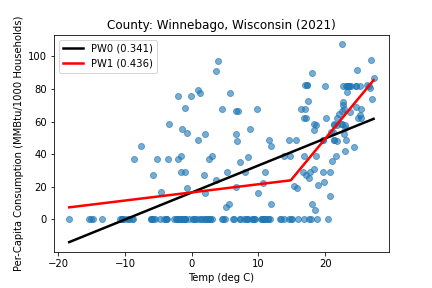 County: Winnebago, Wisconsin (2021)
PW0 (0.341)
PW1 (0.436)
Per-Capita Consumption (MMBtu/1000 Households)
100
80
60
40
20
0
−20 −10 0 10 20
Temp (deg C)